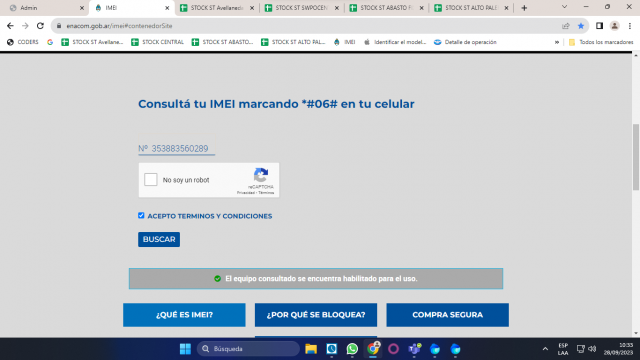 Admin
IMEI
STOCK ST Avellaneda
STOCK ST SWPOCEN
STOCK ST ABASTO
STOCK ST ALTO PALE
enacom.gob.ar/imei#contenedorSite
CODERS
G
STOCK ST Avellane...
STOCK CENTRAL
STOCK ST ABASTO...
STOCK ST ALTO PAL...
IMEI
Identificar el model...
Detalle de operación
»
Todos los marcadores
Consultá tu IMEI marcando *#06# en tu celular
Nº 353883560289
No soy un robot
reCAPTCHA
Privacidad - Términos
ACEPTO TERMINOS Y CONDICIONES
BUSCAR
El equipo consultado se encuentra habilitado para el uso.
¿QUÉ ES IMEI?
¿POR QUÉ SE BLOQUEA?
COMPRA SEGURA
Búsqueda
ESP
LAA
10:35
28/09/2023